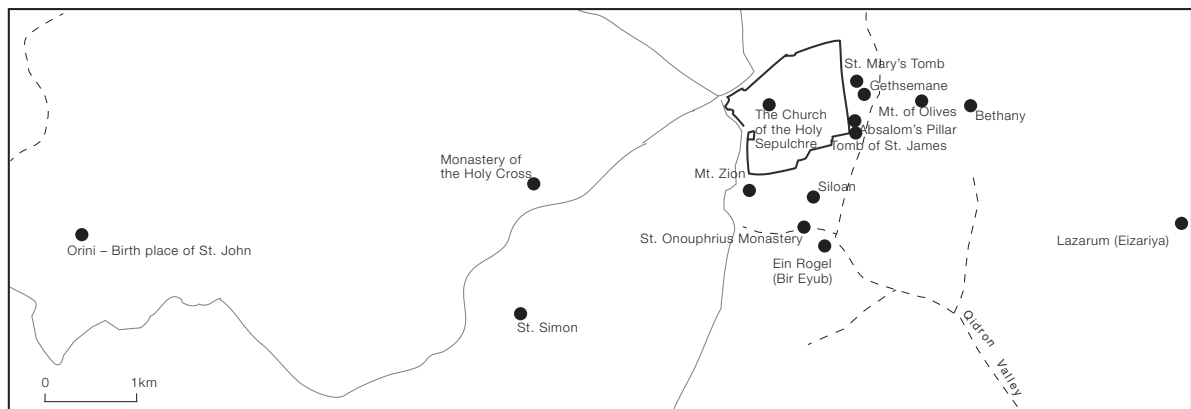 St. Mary's Tomb
Gethsemane
Mt. of Olives
Bethany
The Church
of the Holy
Sepulchre
Absalom's Pillar
Tomb of St. James
Monastery of
the Holy Cross
Mt. Zion
Siloan
Orini – Birth place of St. John
St. Onouphrius Monastery
Lazarum (Eizariya)
Ein Rogel
(Bir Eyub)
St. Simon
Qidron Valley
0 1km